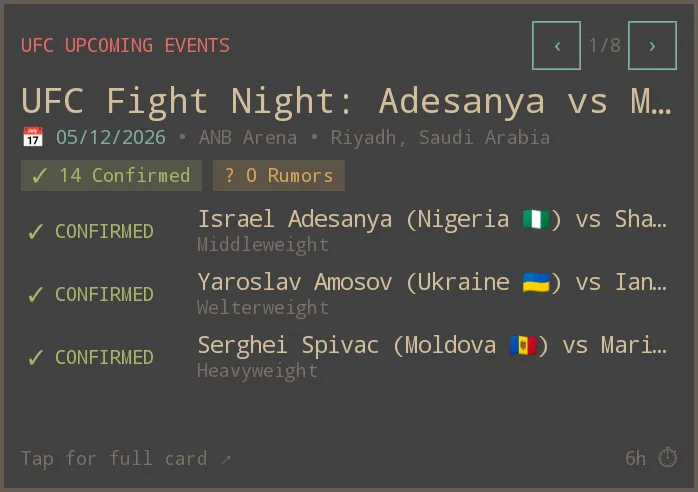 UFC UPCOMING EVENTS
‹ 1/8 ›
UFC Fight Night: Adesanya vs M…
📅 05/12/2026 • ANB Arena • Riyadh, Saudi Arabia
✓ 14 Confirmed ? 0 Rumors
✓ CONFIRMED Israel Adesanya (Nigeria 🇳🇬) vs Sha…
Middleweight
✓ CONFIRMED Yaroslav Amosov (Ukraine 🇺🇦) vs Ian…
Welterweight
✓ CONFIRMED Serghei Spivac (Moldova 🇲🇩) vs Mari…
Heavyweight
Tap for full card ↗ 6h ⏱